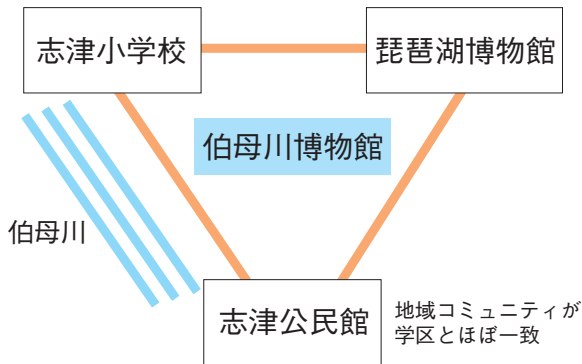 志津小学校
琵琶湖博物館
伯母川博物館
伯母川
志津公民館
地域コミュニティが
学区とほぼ一致